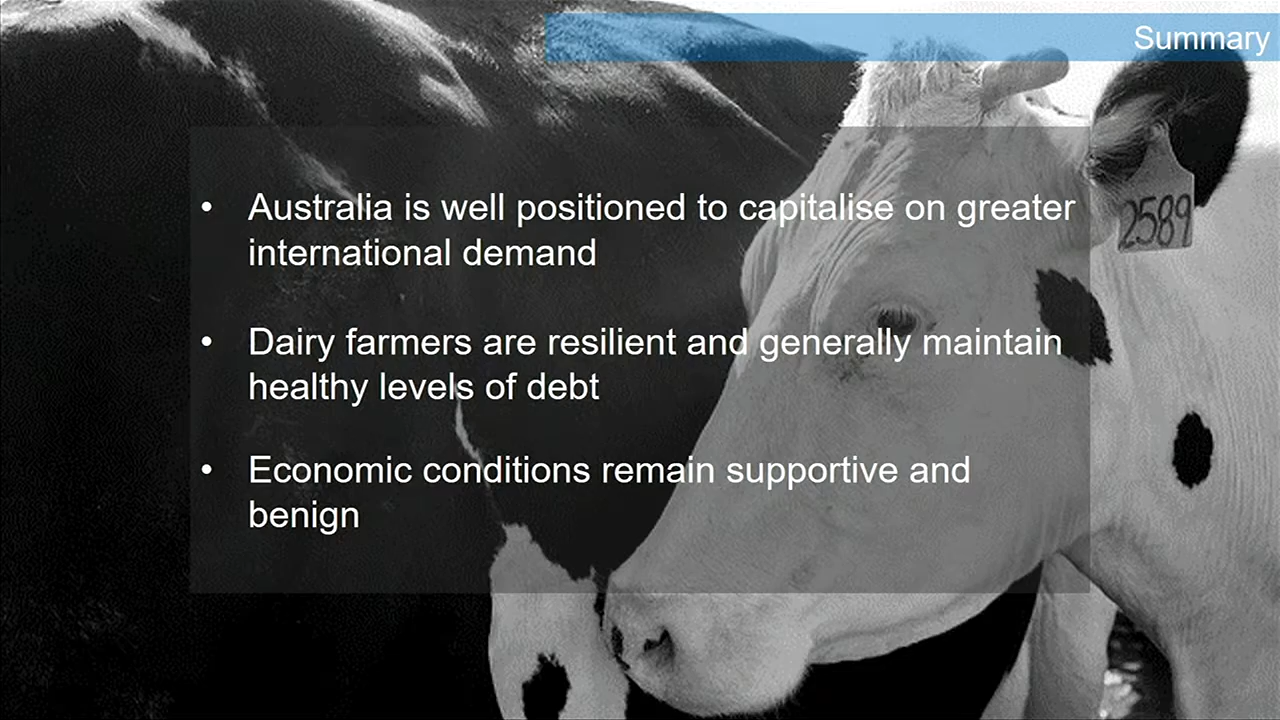 Summary
2589
• Australia is well positioned to capitalise on greater
international demand
• Dairy farmers are resilient and generally maintain
healthy levels of debt
• Economic conditions remain supportive and
benign